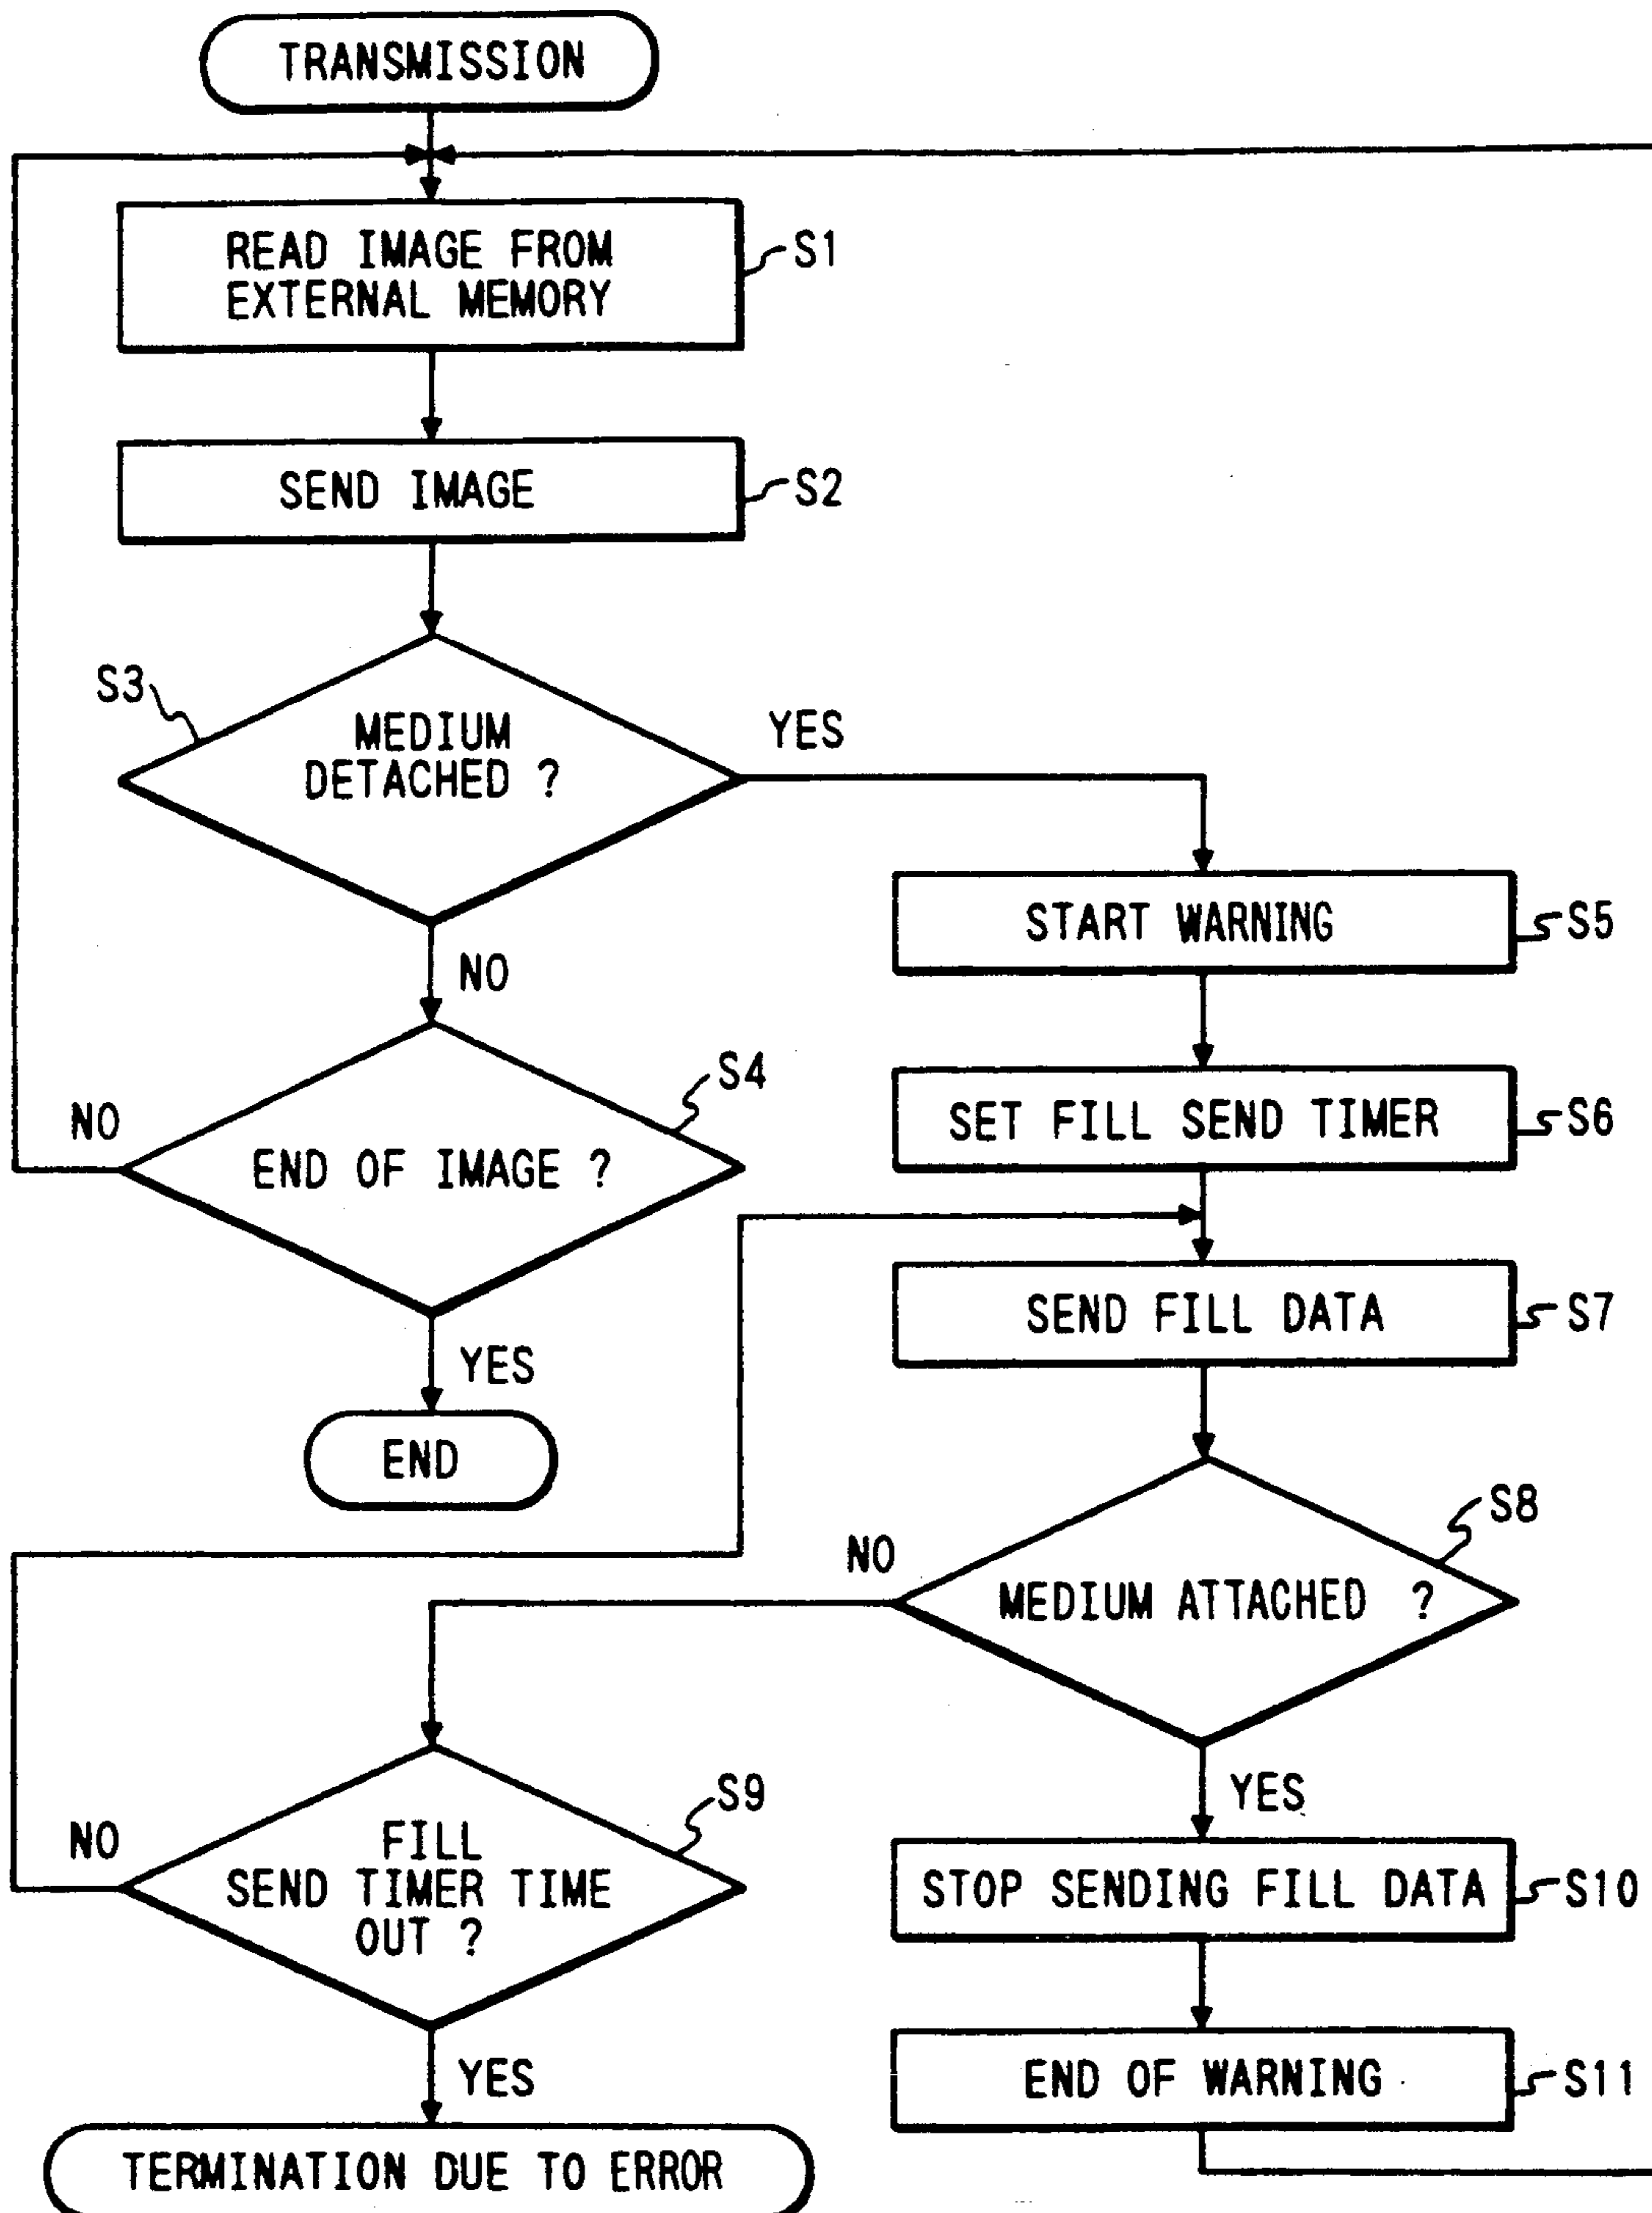 TRANSMISSION
READ IMAGE FROM
EXTERNAL MEMORY
S1
SEND IMAGE
S2
S3
MEDIUM
DETACHED ?
YES
NO
START WARNING
S5
S4
NO
END OF IMAGE ?
SET FILL SEND TIMER
S6
YES
SEND FILL DATA
S7
END
S8
NO
MEDIUM ATTACHED ?
YES
S9
NO
FILL
SEND TIMER TIME
OUT ?
STOP SENDING FILL DATA
S10
YES
END OF WARNING
S11
TERMINATION DUE TO ERROR